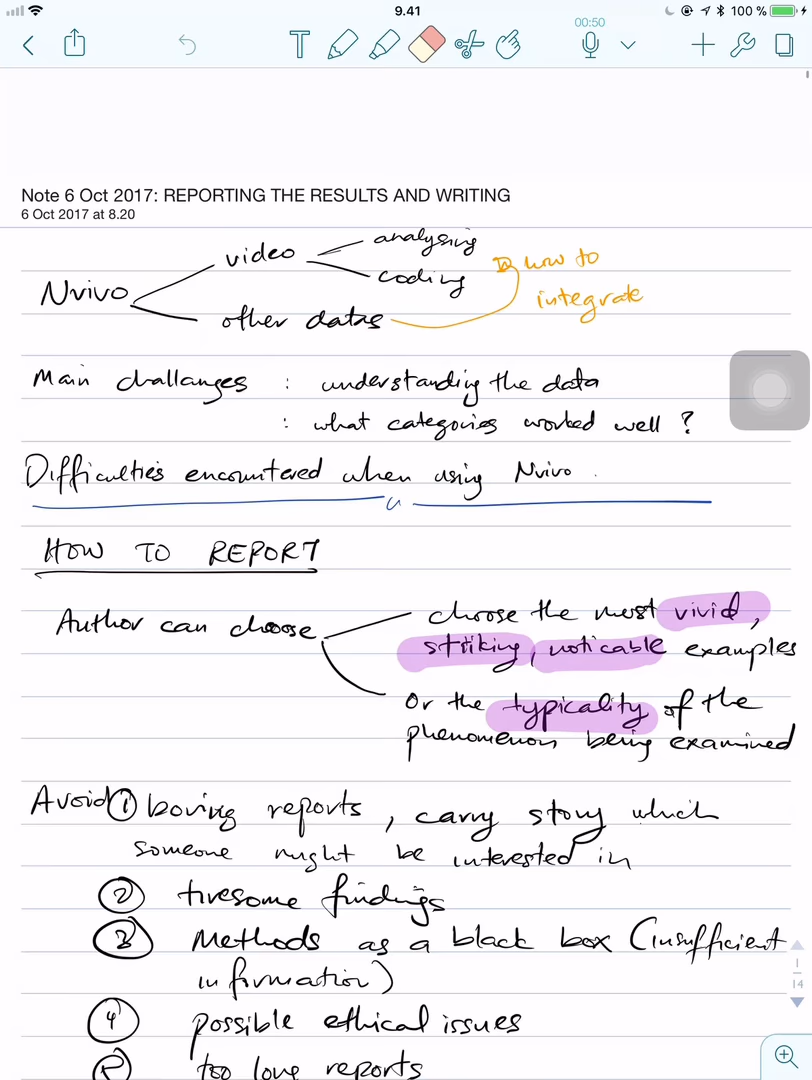 9.41
100 %
00:50
T
Note 6 Oct 2017: REPORTING THE RESULTS AND WRITING
6 Oct 2017 at 8.20
Nvivo
video
analysing
coding
other datas
how to
integrate
Main challanges : understanding the data
: what categories worked well ?
Difficulties encountered when using Nvivo .
HOW TO REPORT
Author can choose
choose the most vivid,
striking, noticable examples
Or the typicality of the
phenomenon being examined
Avoid ① boring reports, carry story which
someone might be interested in
② tiresome findings
③ Methods as a black box (insufficient
information)
④ possible ethical issues
⑤ too long reports
1
14